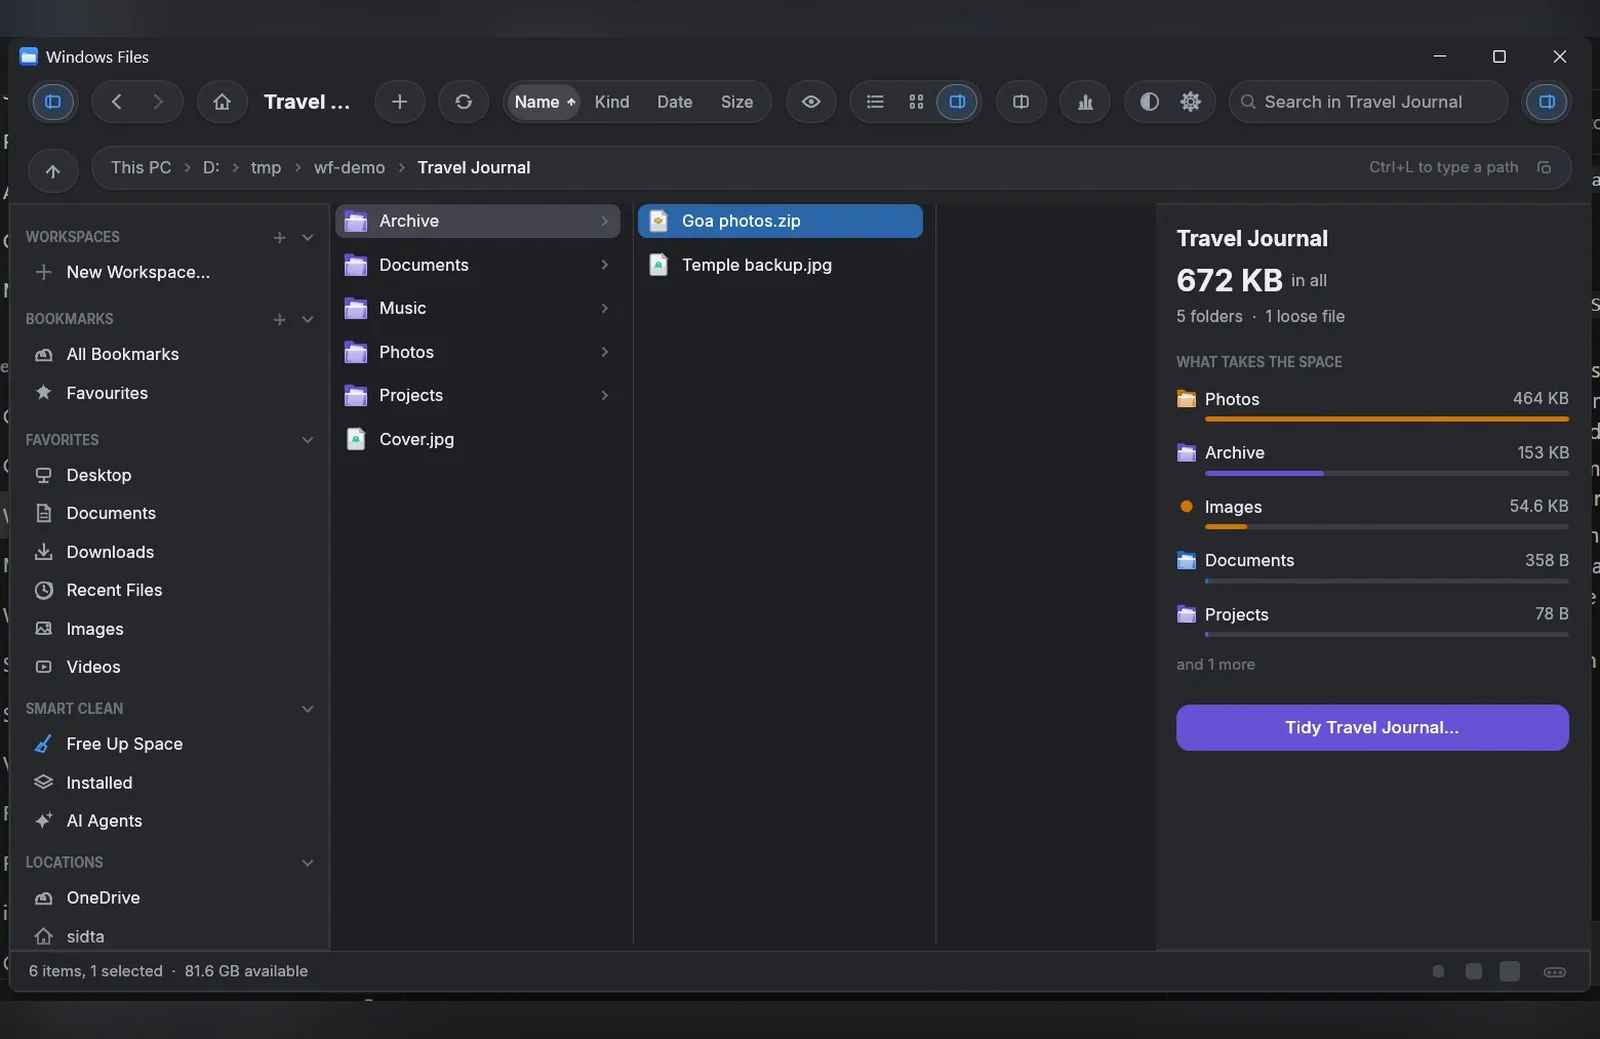 Windows Files
Travel ...
Name
Kind
Date
Size
Search in Travel Journal
This PC > D: > tmp > wf-demo > Travel Journal
Ctrl+L to type a path
WORKSPACES
New Workspace...
BOOKMARKS
All Bookmarks
Favourites
FAVORITES
Desktop
Documents
Downloads
Recent Files
Images
Videos
SMART CLEAN
Free Up Space
Installed
AI Agents
LOCATIONS
OneDrive
sidta
Archive
Documents
Music
Photos
Projects
Cover.jpg
Goa photos.zip
Temple backup.jpg
Travel Journal
672 KB in all
5 folders · 1 loose file
WHAT TAKES THE SPACE
Photos 464 KB
Archive 153 KB
Images 54.6 KB
Documents 358 B
Projects 78 B
and 1 more
Tidy Travel Journal...
6 items, 1 selected · 81.6 GB available